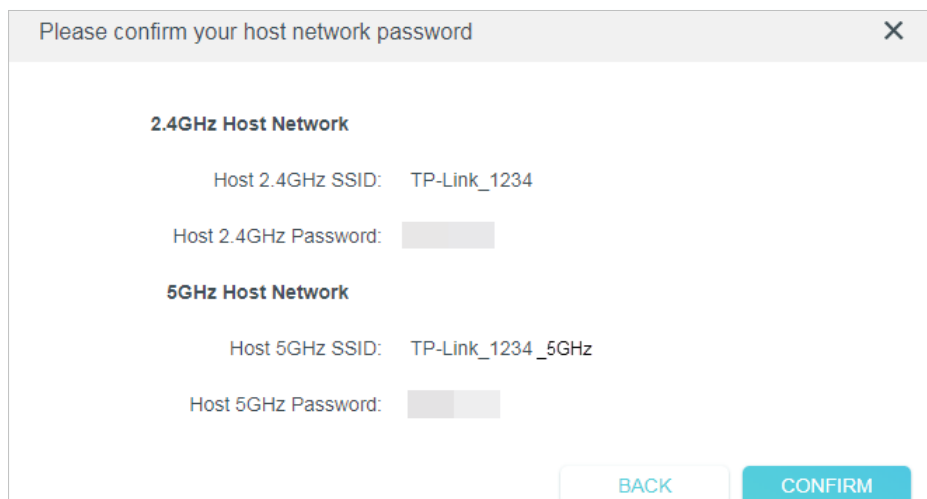 Please confirm your host network password
2.4GHz Host Network
Host 2.4GHz SSID: TP-Link_1234
Host 2.4GHz Password:
5GHz Host Network
Host 5GHz SSID: TP-Link_1234 _5GHz
Host 5GHz Password:
BACK CONFIRM